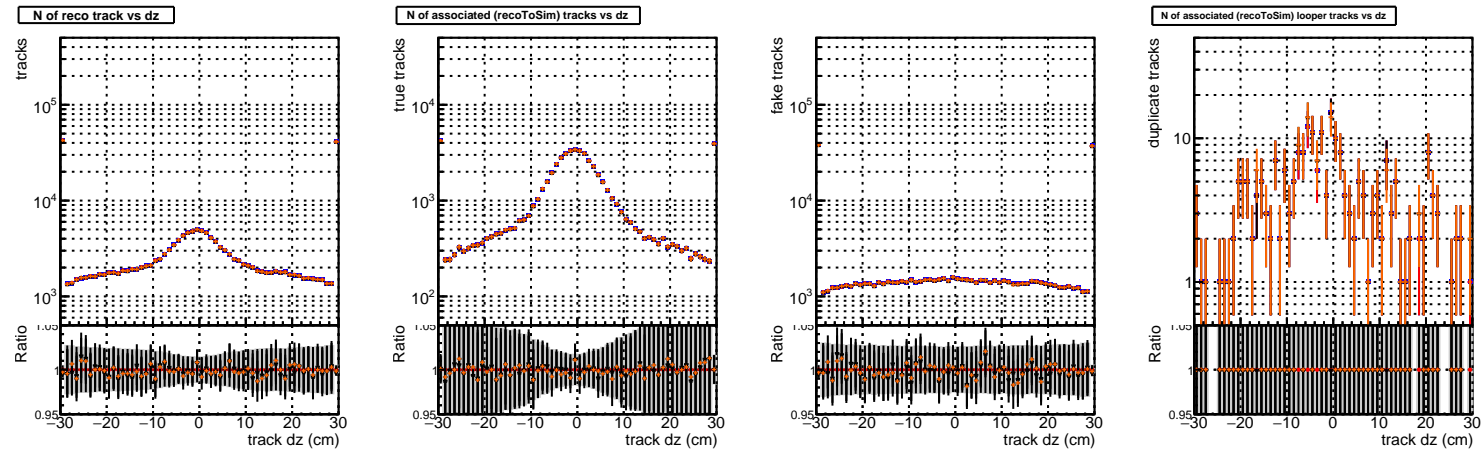 N of reco track vs dz
tracks
10^5
10^4
10^3
Ratio
1.05
1
0.95
−30 −20 −10 0 10 20 30
track dz (cm)
N of associated (recoToSim) tracks vs dz
true tracks
10^4
10^3
10^2
Ratio
1.05
1
0.95
−30 −20 −10 0 10 20 30
track dz (cm)
fake tracks
10^5
10^4
10^3
Ratio
1.05
1
0.95
−30 −20 −10 0 10 20 30
track dz (cm)
N of associated (recoToSim) looper tracks vs dz
duplicate tracks
10
1
Ratio
1.05
1
0.95
−30 −20 −10 0 10 20 30
track dz (cm)